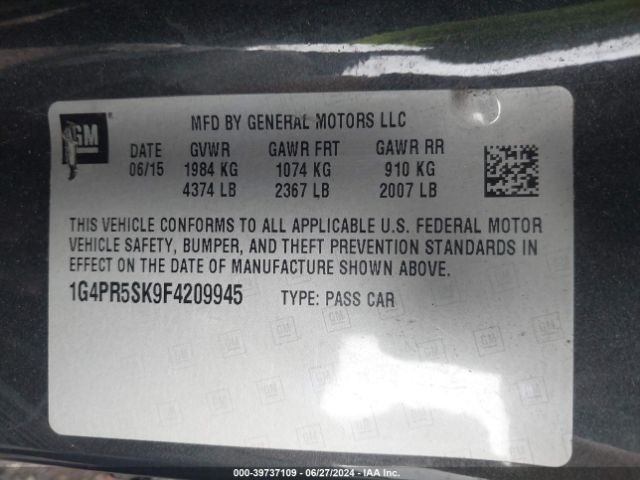 GM
MFD BY GENERAL MOTORS LLC
DATE GVWR GAWR FRT GAWR RR
06/15 1984 KG 1074 KG 910 KG
4374 LB 2367 LB 2007 LB
THIS VEHICLE CONFORMS TO ALL APPLICABLE U.S. FEDERAL MOTOR
VEHICLE SAFETY, BUMPER, AND THEFT PREVENTION STANDARDS IN
EFFECT ON THE DATE OF MANUFACTURE SHOWN ABOVE.
1G4PR5SK9F4209945 TYPE: PASS CAR
000-39737109 - 06/27/2024 - IAA Inc.